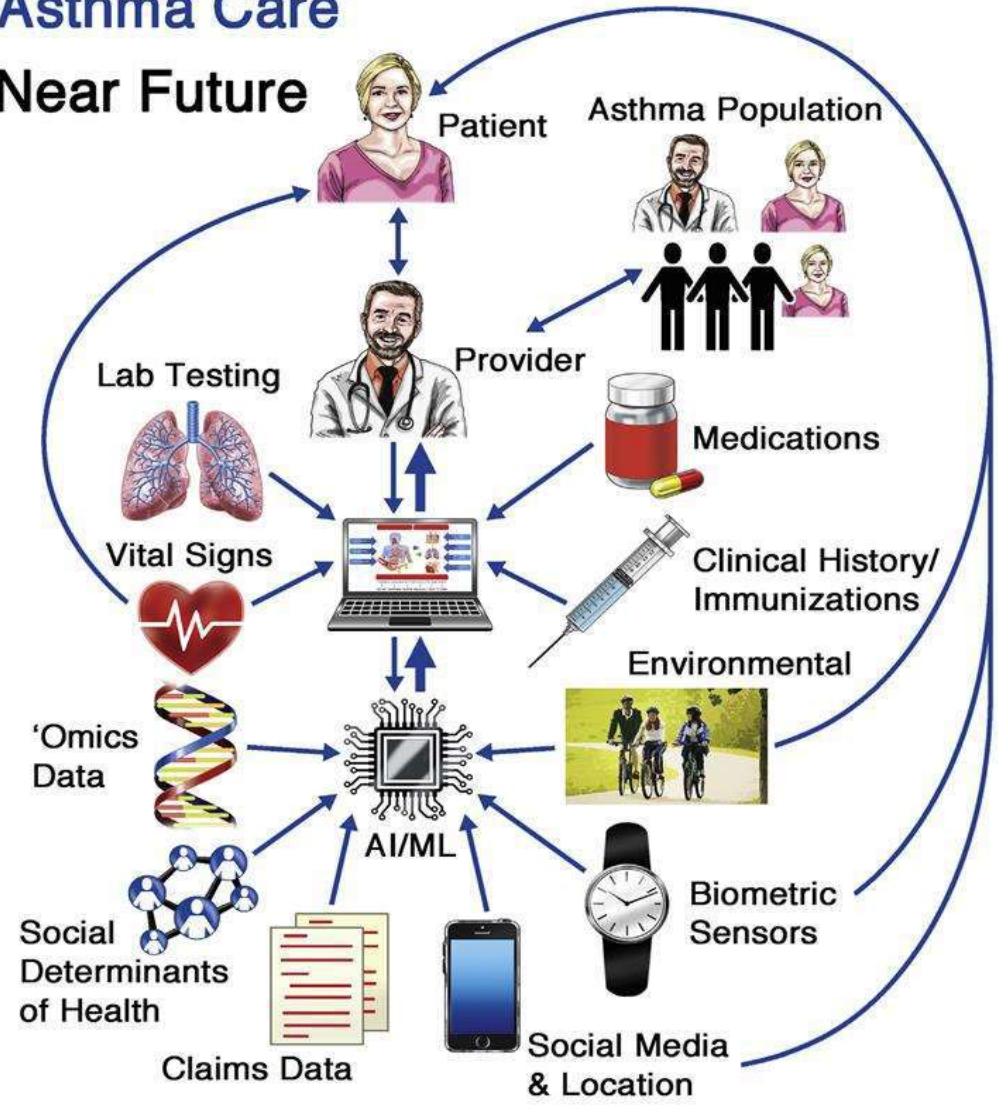 Asthma Care
Near Future
Patient
Asthma Population
Provider
Lab Testing
Medications
Vital Signs
Clinical History/
Immunizations
Environmental
‘Omics
Data
AI/ML
Biometric
Sensors
Social
Determinants
of Health
Claims Data
Social Media
& Location